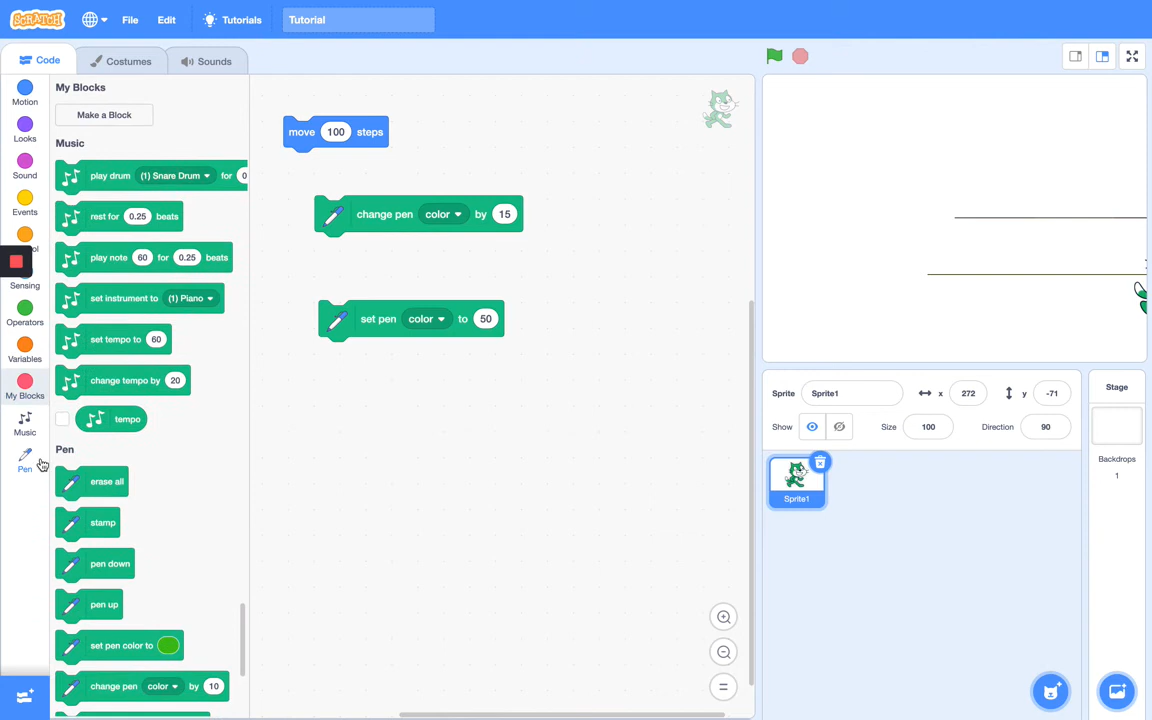 SCRATCH File Edit Tutorials Tutorial
Code Costumes Sounds
Motion
Looks
Sound
Events
Sensing
Operators
Variables
My Blocks
Music
Pen
My Blocks
Make a Block
Music
play drum (1) Snare Drum for 0
rest for 0.25 beats
play note 60 for 0.25 beats
set instrument to (1) Piano
set tempo to 60
change tempo by 20
tempo
Pen
erase all
stamp
pen down
pen up
set pen color to
change pen color by 10
move 100 steps
change pen color by 15
set pen color to 50
Sprite Sprite1 x 272 y -71
Show Size 100 Direction 90
Sprite1
Stage
Backdrops
1